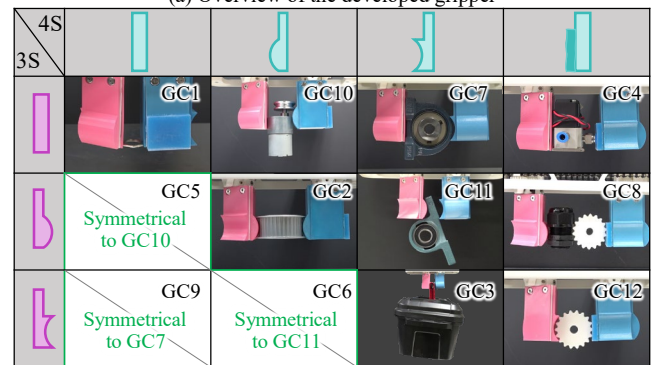 (a) Overview of the developed gripper
4S
3S
GC1
GC10
GC7
GC4
GC5
Symmetrical
to GC10
GC2
GC11
GC8
GC9
Symmetrical
to GC7
GC6
Symmetrical
to GC11
GC3
GC12